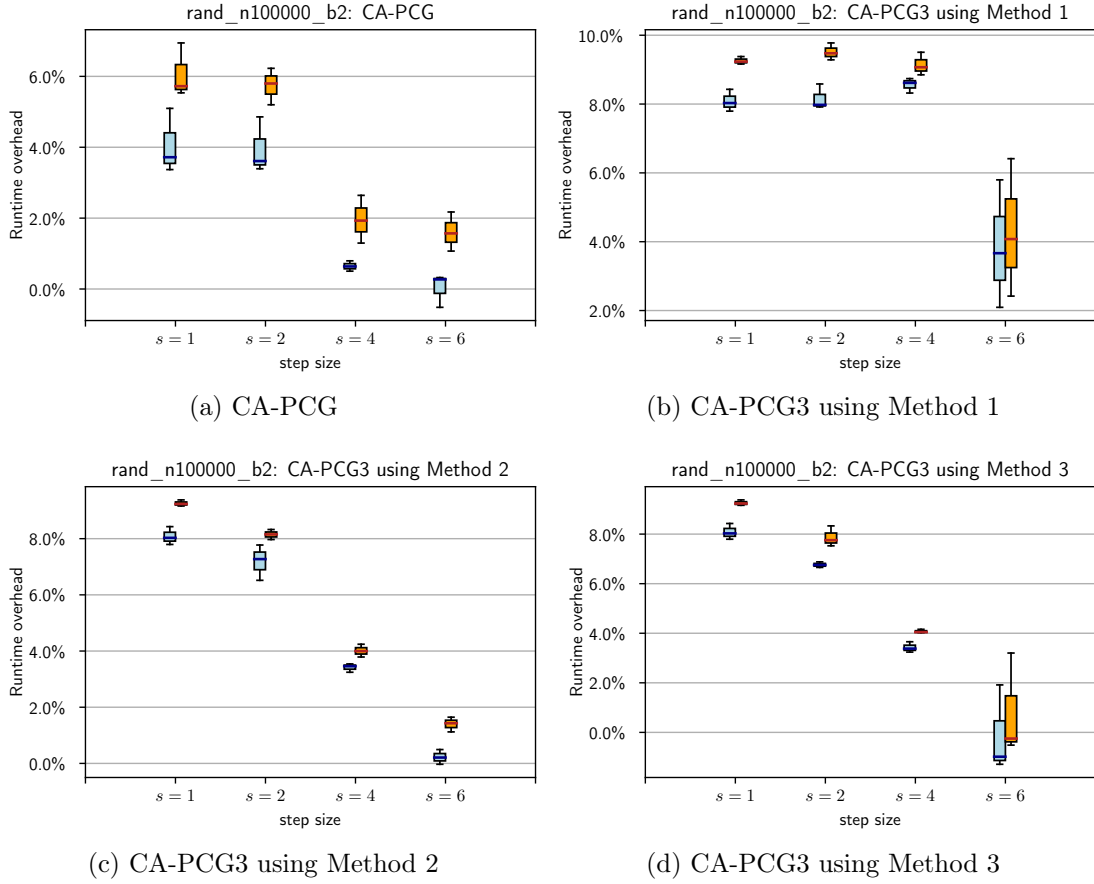 rand_n100000_b2: CA-PCG
Runtime overhead
6.0%
4.0%
2.0%
0.0%
s = 1
s = 2
s = 4
s = 6
step size
(a) CA-PCG
rand_n100000_b2: CA-PCG3 using Method 1
Runtime overhead
10.0%
8.0%
6.0%
4.0%
2.0%
s = 1
s = 2
s = 4
s = 6
step size
(b) CA-PCG3 using Method 1
rand_n100000_b2: CA-PCG3 using Method 2
Runtime overhead
8.0%
6.0%
4.0%
2.0%
0.0%
s = 1
s = 2
s = 4
s = 6
step size
(c) CA-PCG3 using Method 2
rand_n100000_b2: CA-PCG3 using Method 3
Runtime overhead
8.0%
6.0%
4.0%
2.0%
0.0%
s = 1
s = 2
s = 4
s = 6
step size
(d) CA-PCG3 using Method 3